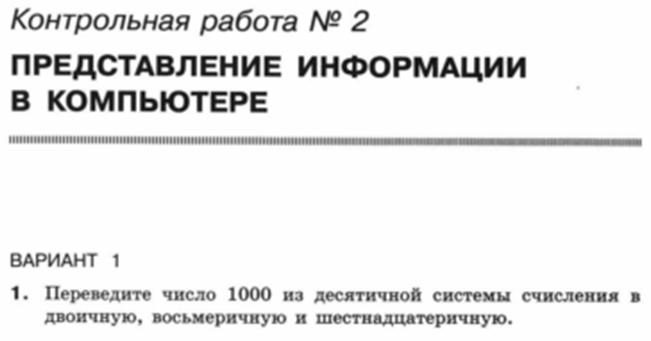 Контрольная работа № 2
ПРЕДСТАВЛЕНИЕ ИНФОРМАЦИИ
В КОМПЬЮТЕРЕ
ВАРИАНТ 1
1. Переведите число 1000 из десятичной системы счисления в
двоичную, восьмеричную и шестнадцатеричную.